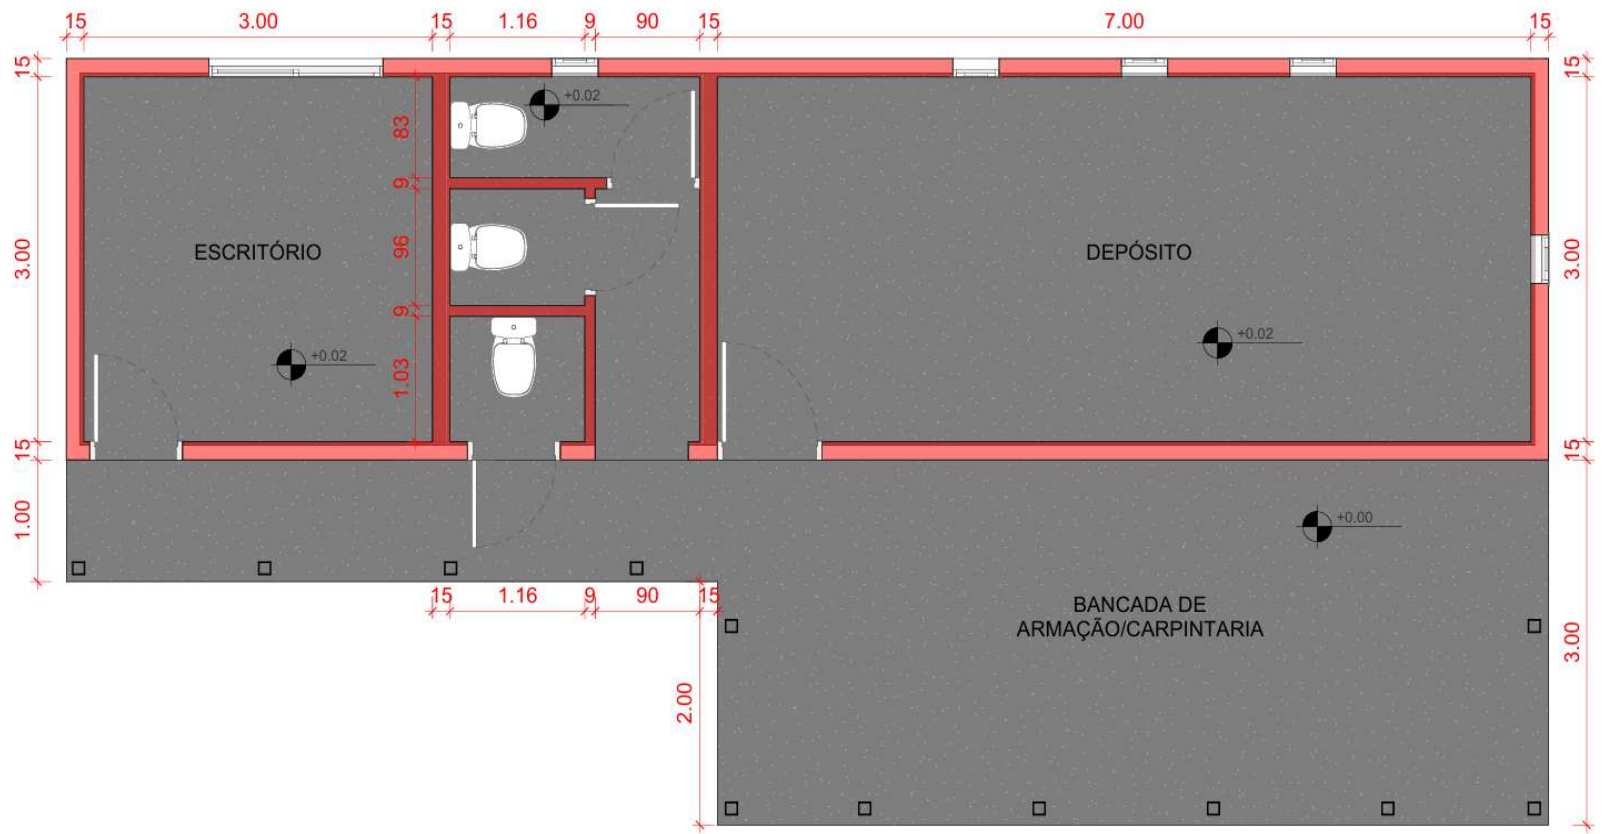 15 3.00 15 1.16 9 90 15 7.00 15
15 15
+0.02
83
9
3.00 96 3.00
ESCRITÓRIO DEPÓSITO
9
+0.02 +0.02
1.03
15 15
1.00 +0.00
15 1.16 9 90 15
BANCADA DE
ARMAÇÃO/CARPINTARIA
3.00
2.00